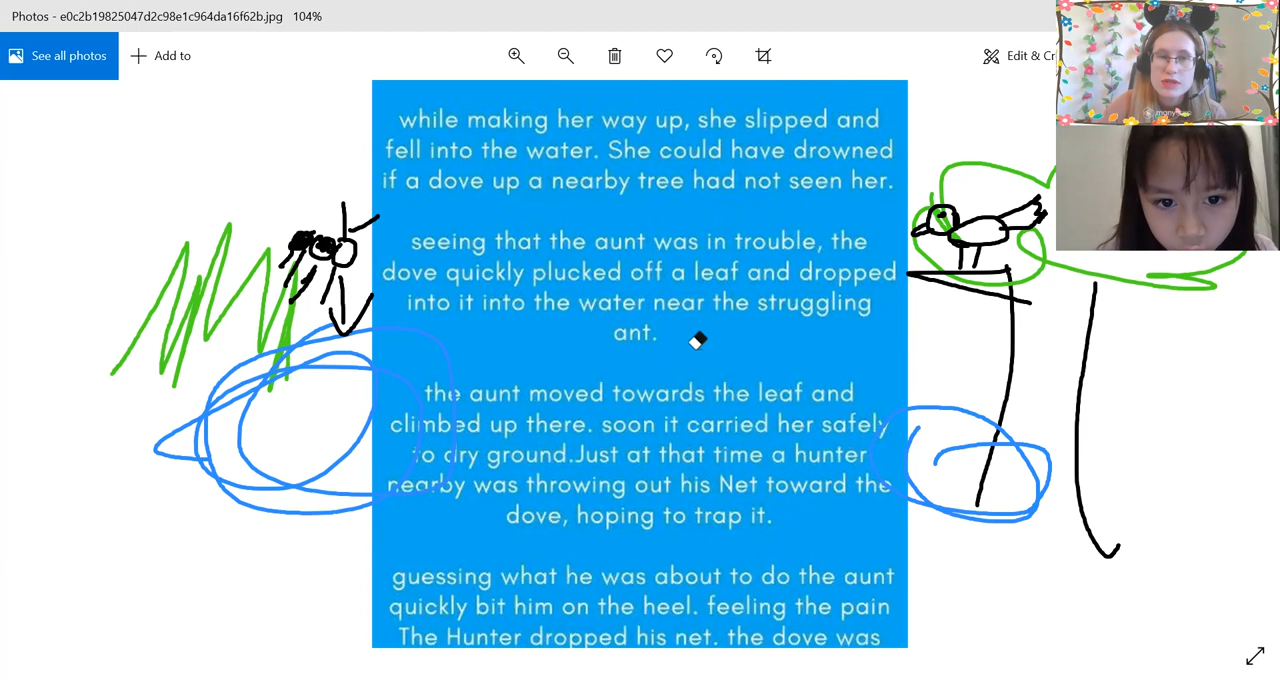 Photos - e0c2b19825047d2c98e1c964da16f62b.jpg 104%
See all photos
Add to
Edit & Cr
while making her way up, she slipped and
fell into the water. She could have drowned
if a dove up a nearby tree had not seen her.
seeing that the aunt was in trouble, the
dove quickly plucked off a leaf and dropped
into it into the water near the struggling
ant.
the aunt moved towards the leaf and
climbed up there. soon it carried her safely
to dry ground.Just at that time a hunter
nearby was throwing out his Net toward the
dove, hoping to trap it.
guessing what he was about to do the aunt
quickly bit him on the heel. feeling the pain
The Hunter dropped his net. the dove was